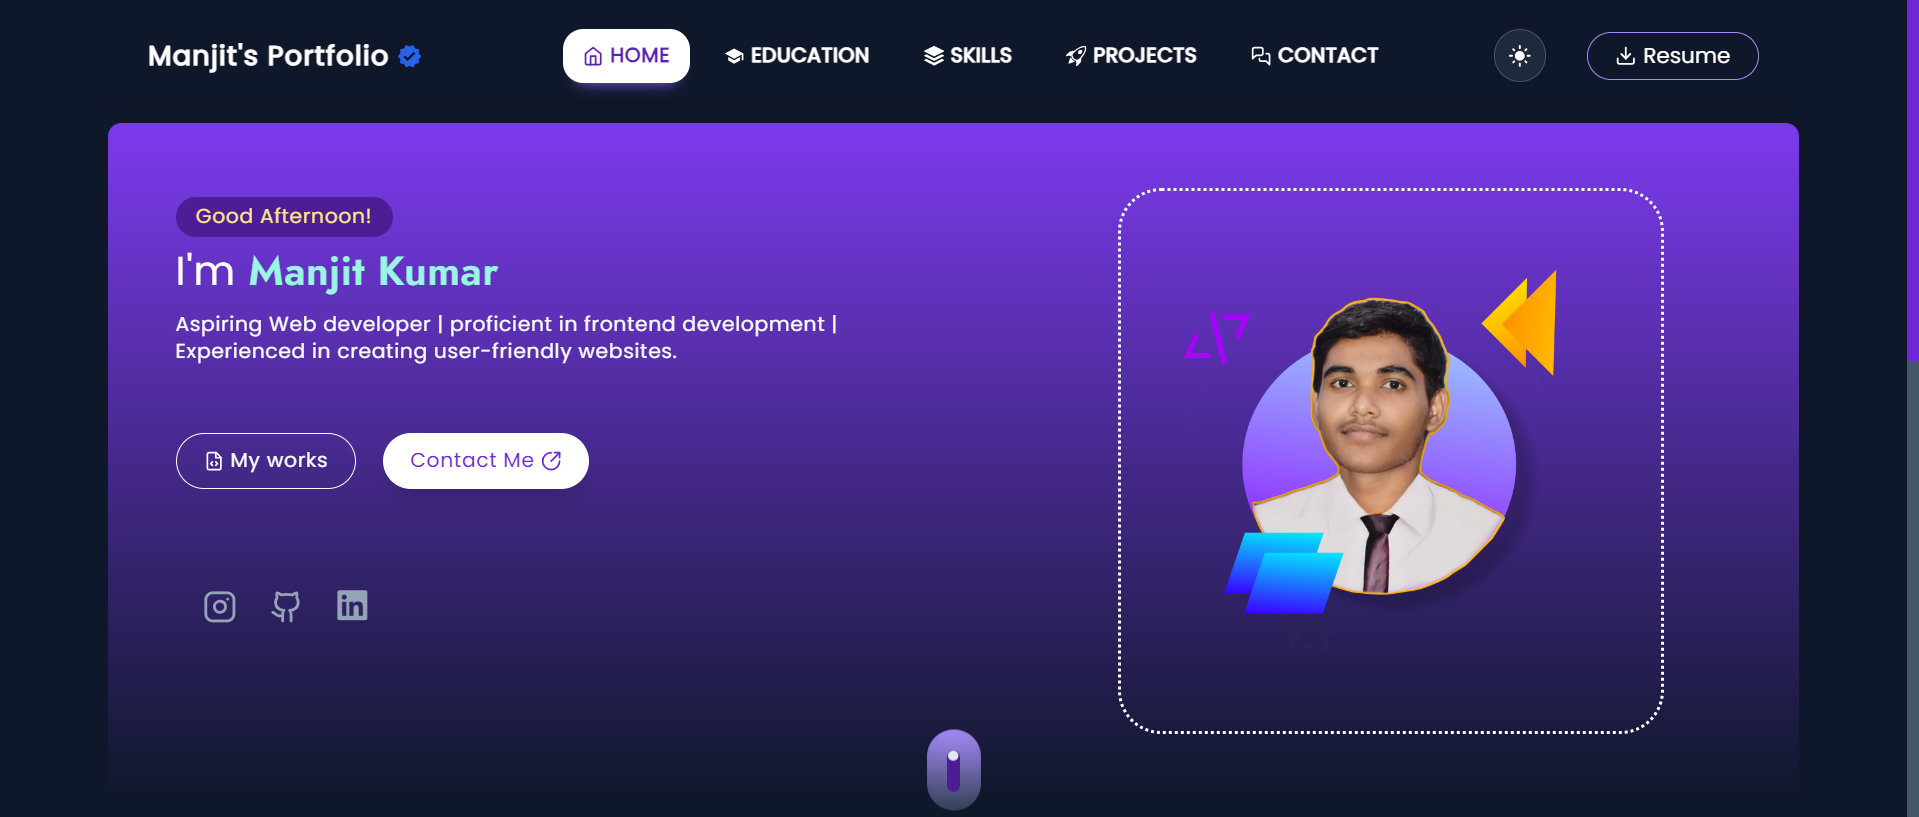 Manjit's Portfolio
HOME
EDUCATION
SKILLS
PROJECTS
CONTACT
Resume
Good Afternoon!
I'm Manjit Kumar
Aspiring Web developer | proficient in frontend development |
Experienced in creating user-friendly websites.
My works
Contact Me